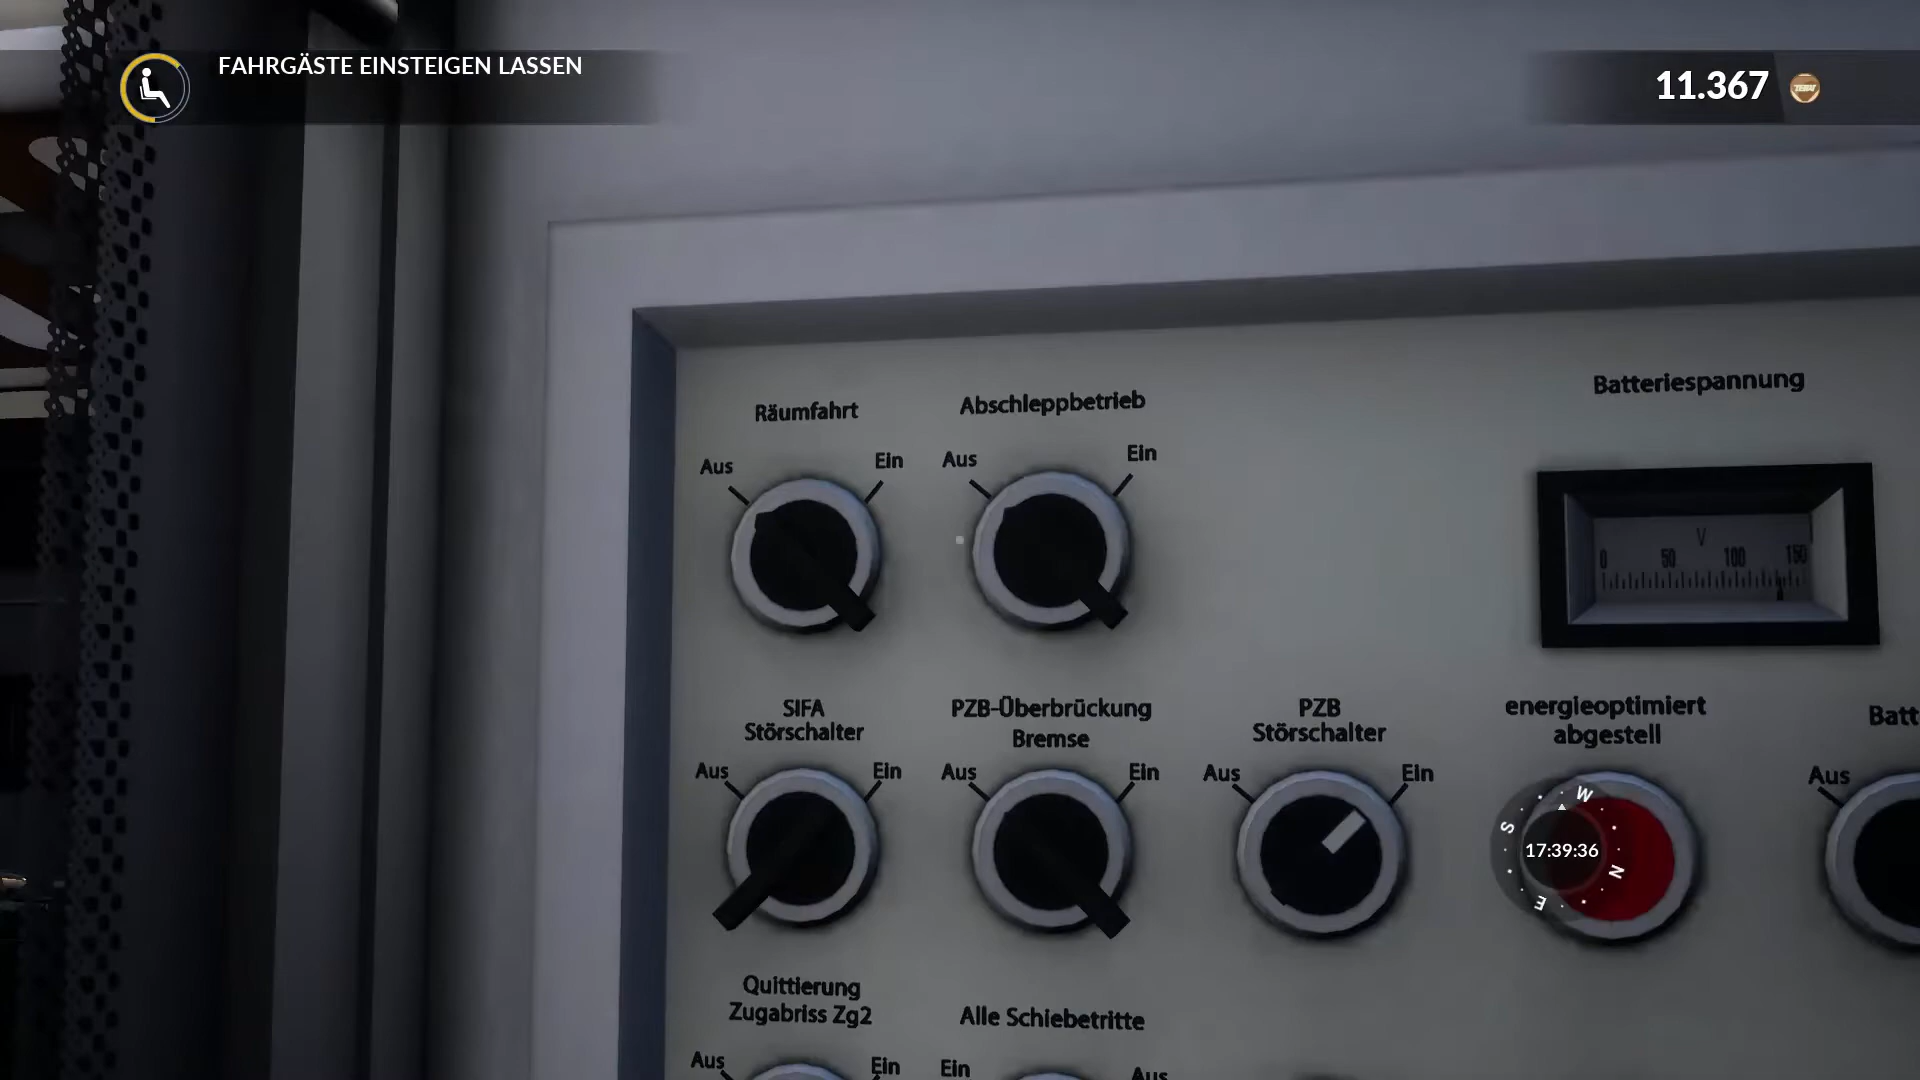 FAHRGÄSTE EINSTEIGEN LASSEN
11.367
Räumfahrt
Aus Ein
Abschleppbetrieb
Aus Ein
Batteriespannung
V
0 50 100 150
SIFA
Störschalter
Aus Ein
PZB-Überbrückung
Bremse
Aus Ein
PZB
Störschalter
Aus Ein
energieoptimiert
abgestell
W
S
N
E
17:39:36
Batt
Aus
Quittierung
Zugabriss Zg2
Aus Ein
Alle Schiebetritte
Ein Aus